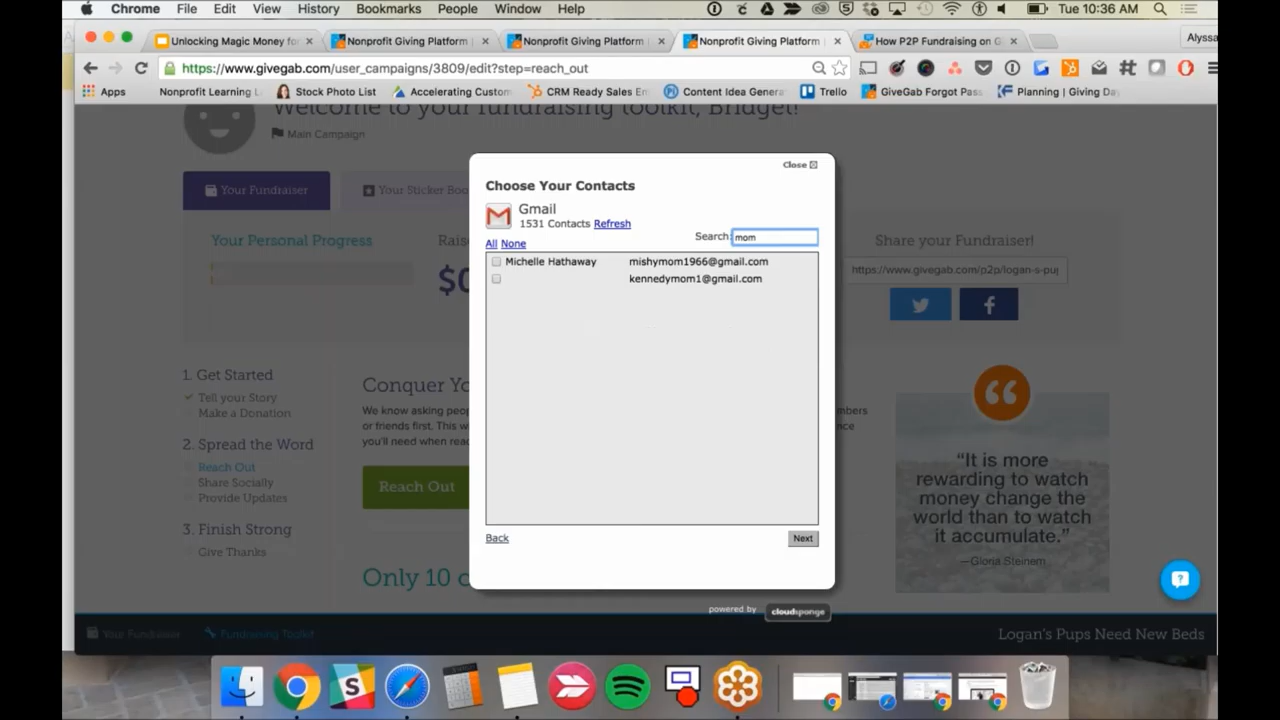 Chrome File Edit View History Bookmarks People Window Help Tue 10:36 AM
Unlocking Magic Money for Nonprofit Giving Platform Nonprofit Giving Platform Nonprofit Giving Platform How P2P Fundraising on G Alyssa
https://www.givegab.com/user_campaigns/3809/edit?step=reach_out
Apps Nonprofit Learning L Stock Photo List Accelerating Custom CRM Ready Sales Em Content Idea Genera Trello GiveGab Forgot Pas Planning | Giving Da
Welcome to your fundraising toolkit, Bridget!
Main Campaign
Your Fundraiser Your Sticker Boo
Your Personal Progress Raise
$0
Share your Fundraiser!
https://www.givegab.com/p2p/logan-s-pup
Close
Choose Your Contacts
Gmail
1531 Contacts Refresh
Search: mom
All None
Michelle Hathaway mishymom1966@gmail.com
kennedymom1@gmail.com
Back Next
powered by cloudsponge
1. Get Started
Tell your Story
Make a Donation
2. Spread the Word
Reach Out
Share Socially
Provide Updates
3. Finish Strong
Give Thanks
Conquer Yo
We know asking peop mbers
or friends first. This w nce
you'll need when rea
Reach Out
Only 10 c
“It is more
rewarding to watch
money change the
world than to watch
it accumulate.”
—Gloria Steinem
Your Fundraiser Fundraising Toolkit Logan's Pups Need New Beds